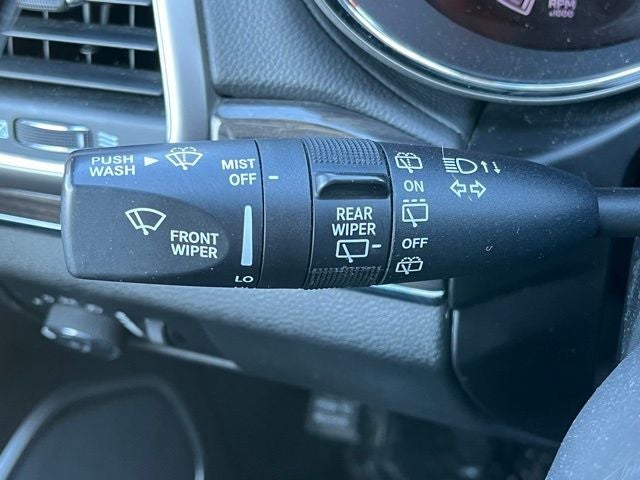 RPM
PUSH
WASH
MIST
OFF
FRONT
WIPER
LO
REAR
WIPER
ON
OFF